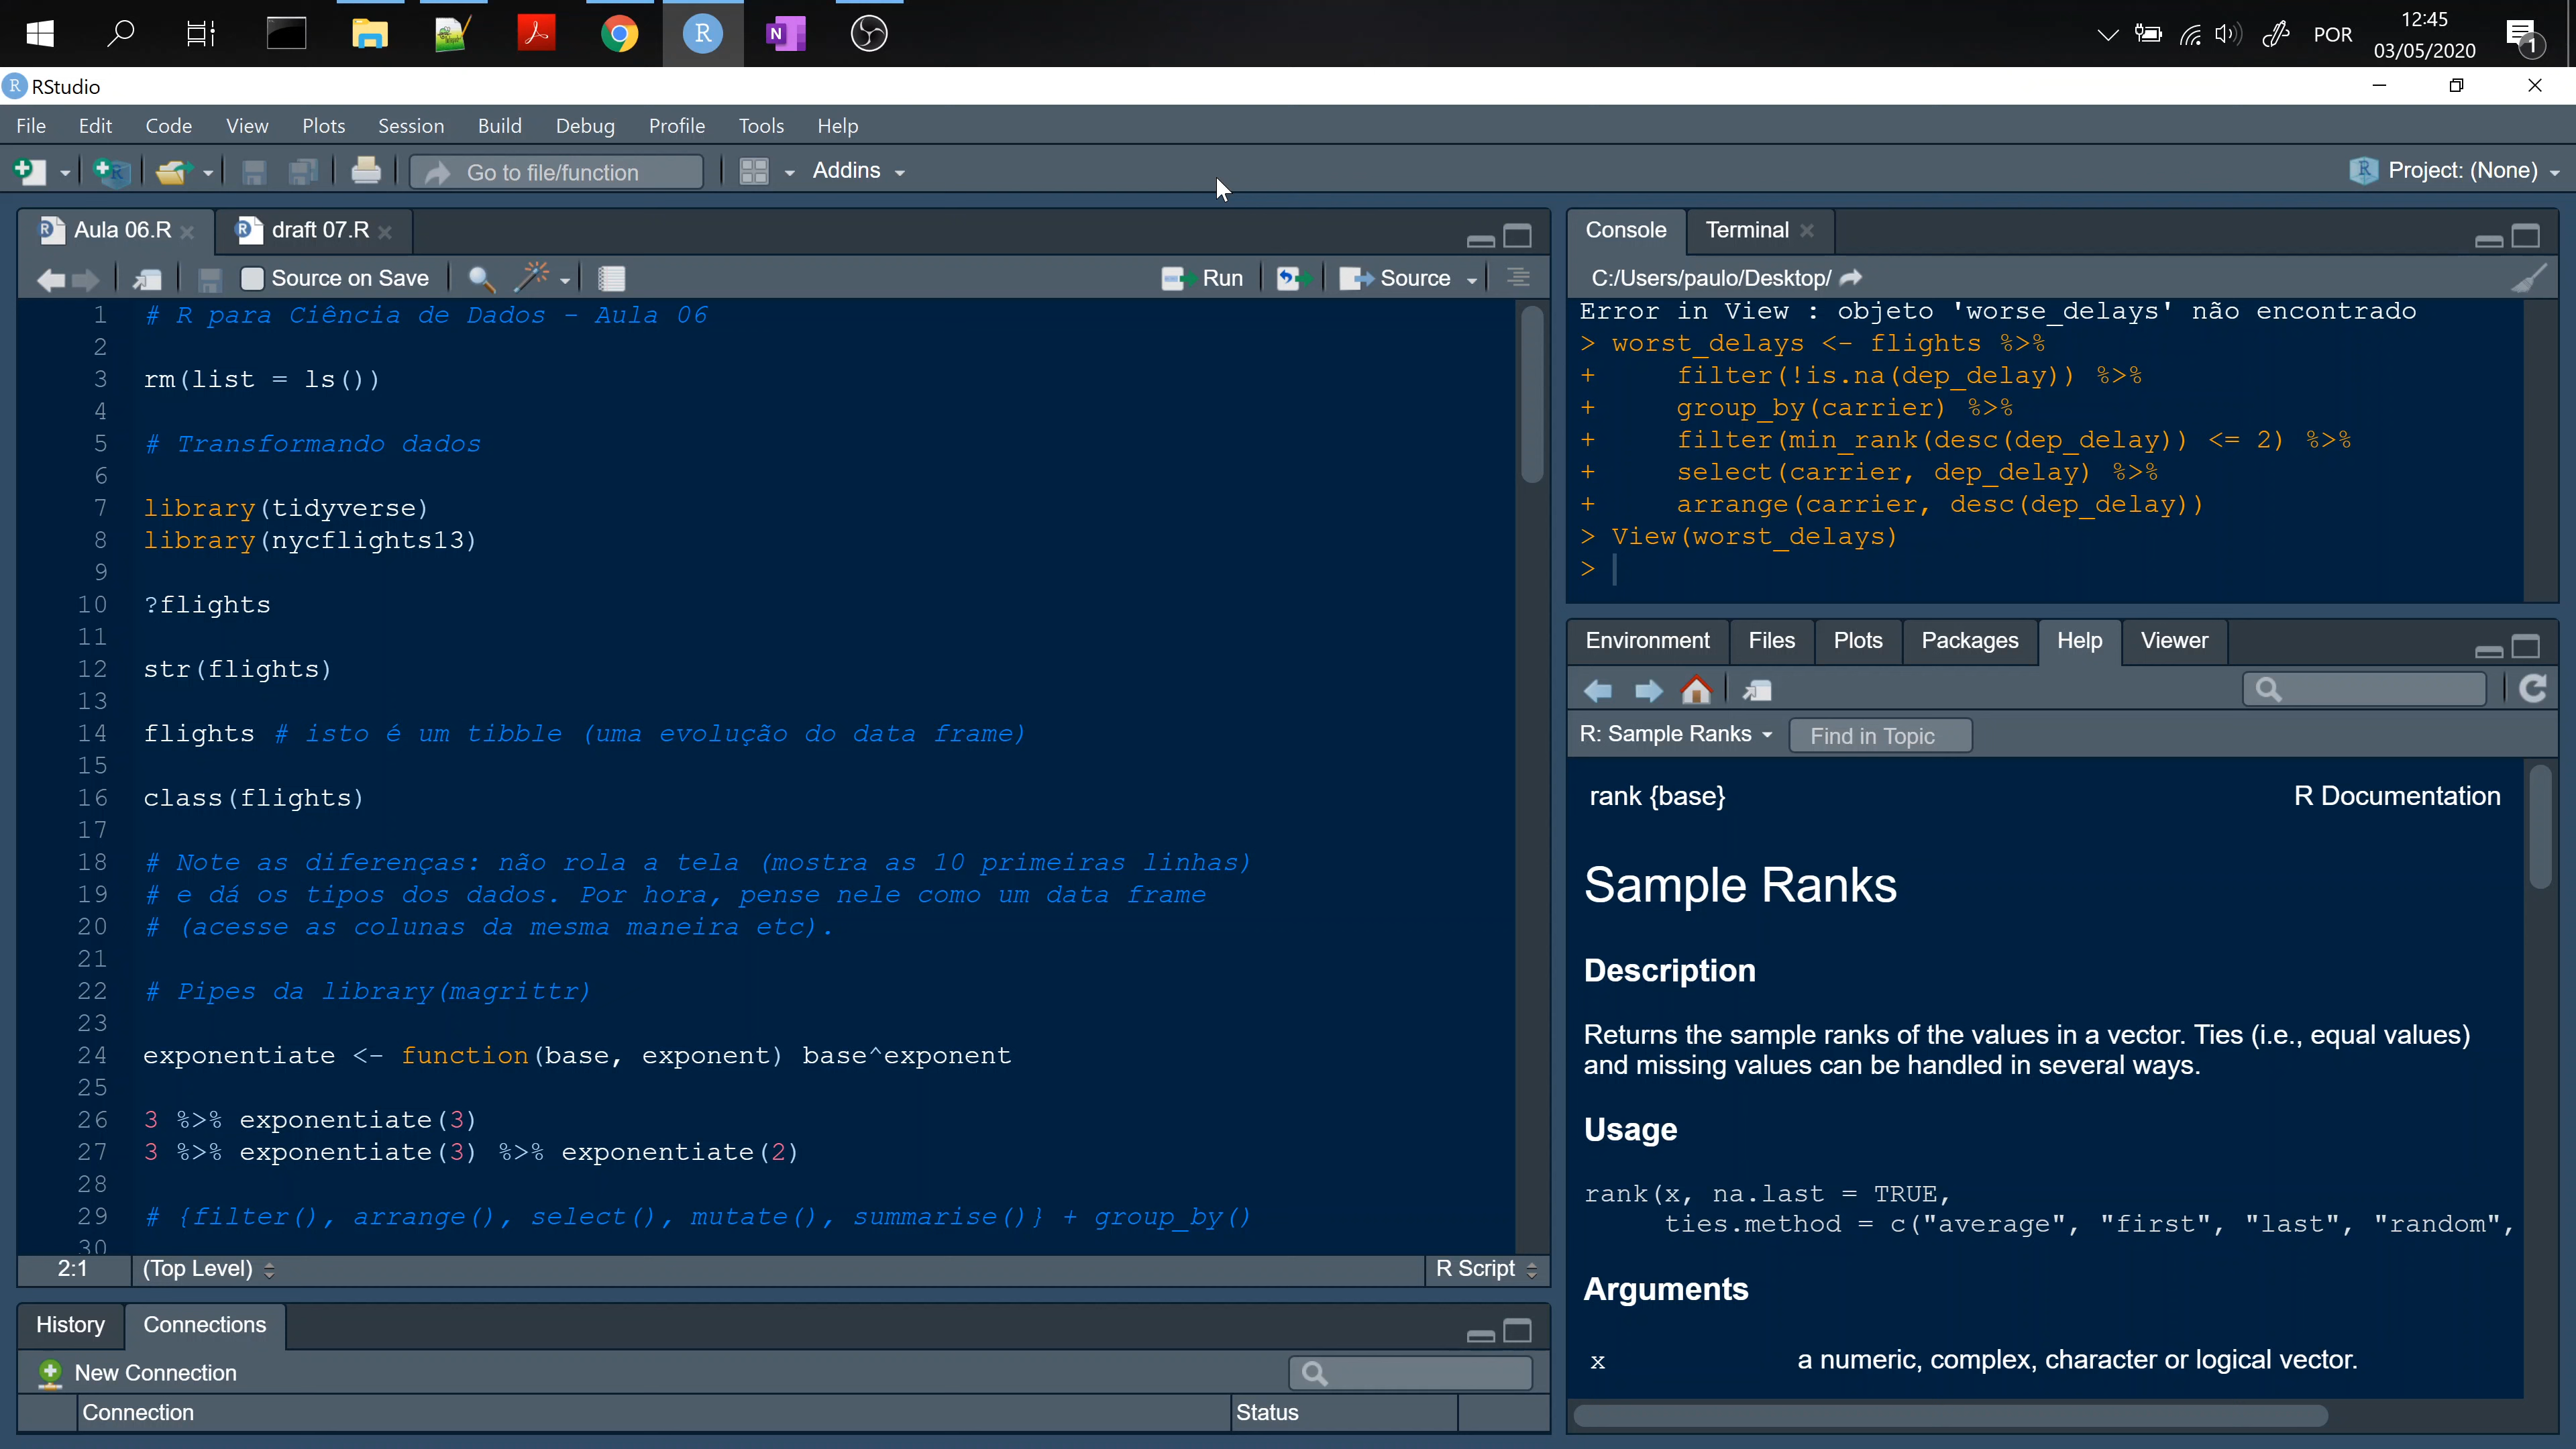 POR
12:45
03/05/2020
1
RStudio
File Edit Code View Plots Session Build Debug Profile Tools Help
Go to file/function
Addins
Project: (None)
Aula 06.R
draft 07.R
Source on Save
Run
Source
1 # R para Ciência de Dados - Aula 06
2
3 rm(list = ls())
4
5 # Transformando dados
6
7 library(tidyverse)
8 library(nycflights13)
9
10 ?flights
11
12 str(flights)
13
14 flights # isto é um tibble (uma evolução do data frame)
15
16 class(flights)
17
18 # Note as diferenças: não rola a tela (mostra as 10 primeiras linhas)
19 # e dá os tipos dos dados. Por hora, pense nele como um data frame
20 # (acesse as colunas da mesma maneira etc).
21
22 # Pipes da library(magrittr)
23
24 exponentiate <- function(base, exponent) base^exponent
25
26 3 %>% exponentiate(3)
27 3 %>% exponentiate(3) %>% exponentiate(2)
28
29 # {filter(), arrange(), select(), mutate(), summarise()} + group_by()
30
2:1 (Top Level) R Script
History Connections
New Connection
Connection Status
Console Terminal
C:/Users/paulo/Desktop/
Error in View : objeto 'worse_delays' não encontrado
> worst_delays <- flights %>%
+ filter(!is.na(dep_delay)) %>%
+ group_by(carrier) %>%
+ filter(min_rank(desc(dep_delay)) <= 2) %>%
+ select(carrier, dep_delay) %>%
+ arrange(carrier, desc(dep_delay))
> View(worst_delays)
>
Environment Files Plots Packages Help Viewer
R: Sample Ranks Find in Topic
rank {base} R Documentation
Sample Ranks
Description
Returns the sample ranks of the values in a vector. Ties (i.e., equal values)
and missing values can be handled in several ways.
Usage
rank(x, na.last = TRUE,
ties.method = c("average", "first", "last", "random",
Arguments
x a numeric, complex, character or logical vector.